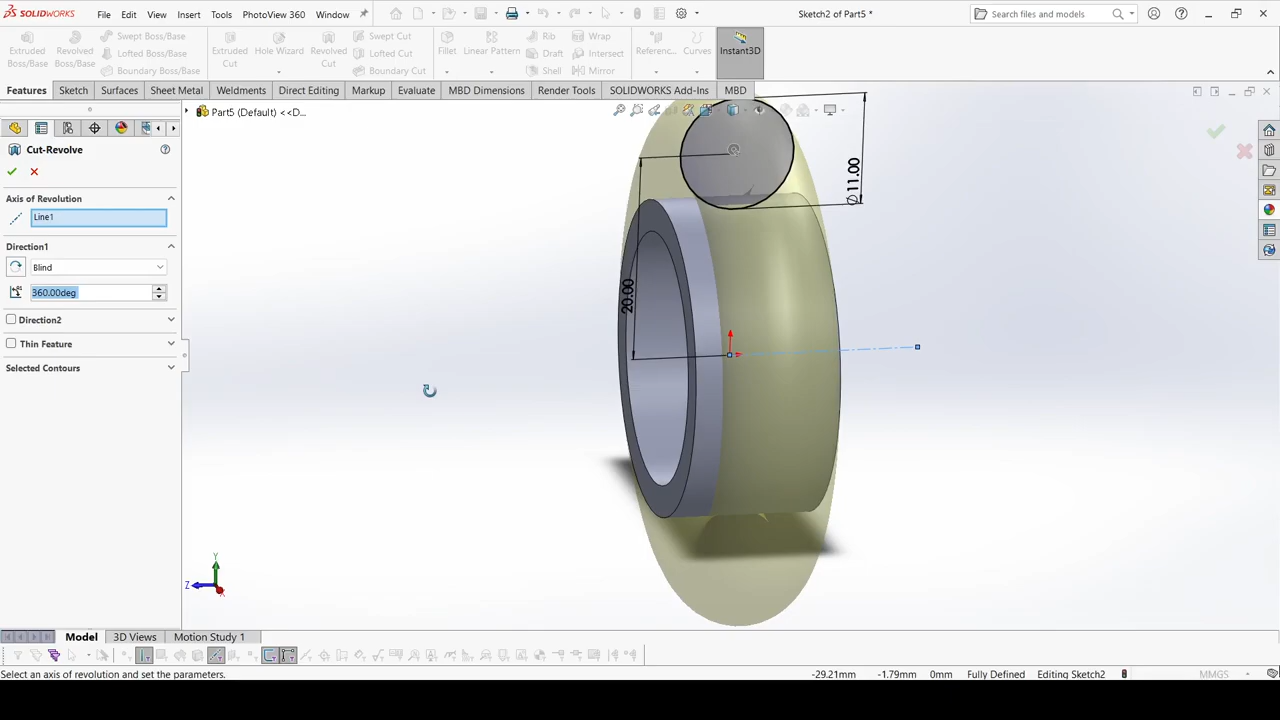 SOLIDWORKS File Edit View Insert Tools PhotoView 360 Window Sketch2 of Part5 * Search files and models
Extruded Boss/Base
Revolved Boss/Base
Swept Boss/Base
Lofted Boss/Base
Boundary Boss/Base
Extruded Cut
Hole Wizard
Revolved Cut
Swept Cut
Lofted Cut
Boundary Cut
Fillet
Linear Pattern
Rib
Draft
Shell
Wrap
Intersect
Mirror
Referenc...
Curves
Instant3D
Features Sketch Surfaces Sheet Metal Weldments Direct Editing Markup Evaluate MBD Dimensions Render Tools SOLIDWORKS Add-Ins MBD
Part5 (Default) <<D...
Cut-Revolve
Axis of Revolution
Line1
Direction1
Blind
360.00deg
Direction2
Thin Feature
Selected Contours
∅11.00
20.00
Y
Z
X
Model 3D Views Motion Study 1
Select an axis of revolution and set the parameters. -29.21mm -1.79mm 0mm Fully Defined Editing Sketch2 MMGS